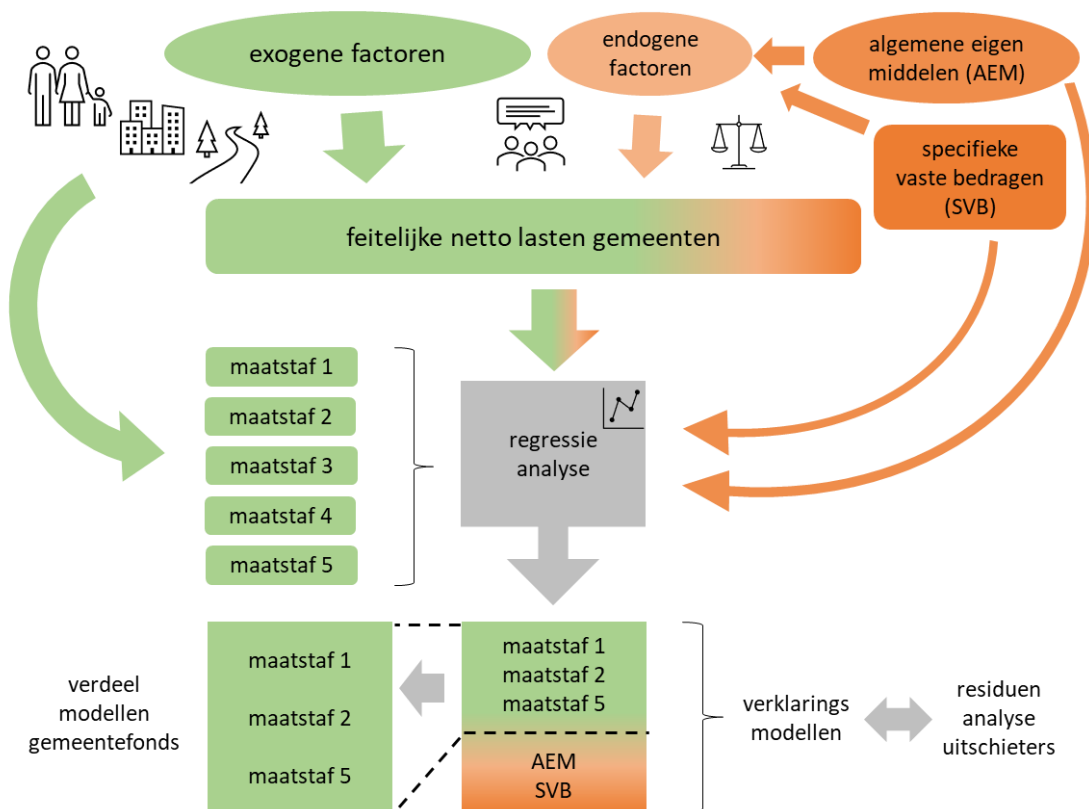 exogene factoren
endogene
factoren
algemene eigen
middelen (AEM)
specifieke
vaste bedragen
(SVB)
feitelijke netto lasten gemeenten
maatstaf 1
maatstaf 2
maatstaf 3
maatstaf 4
maatstaf 5
regressie
analyse
verdeel
modellen
gemeentefonds
maatstaf 1
maatstaf 2
maatstaf 5
maatstaf 1
maatstaf 2
maatstaf 5
AEM
SVB
verklarings
modellen
residuen
analyse
uitschieters